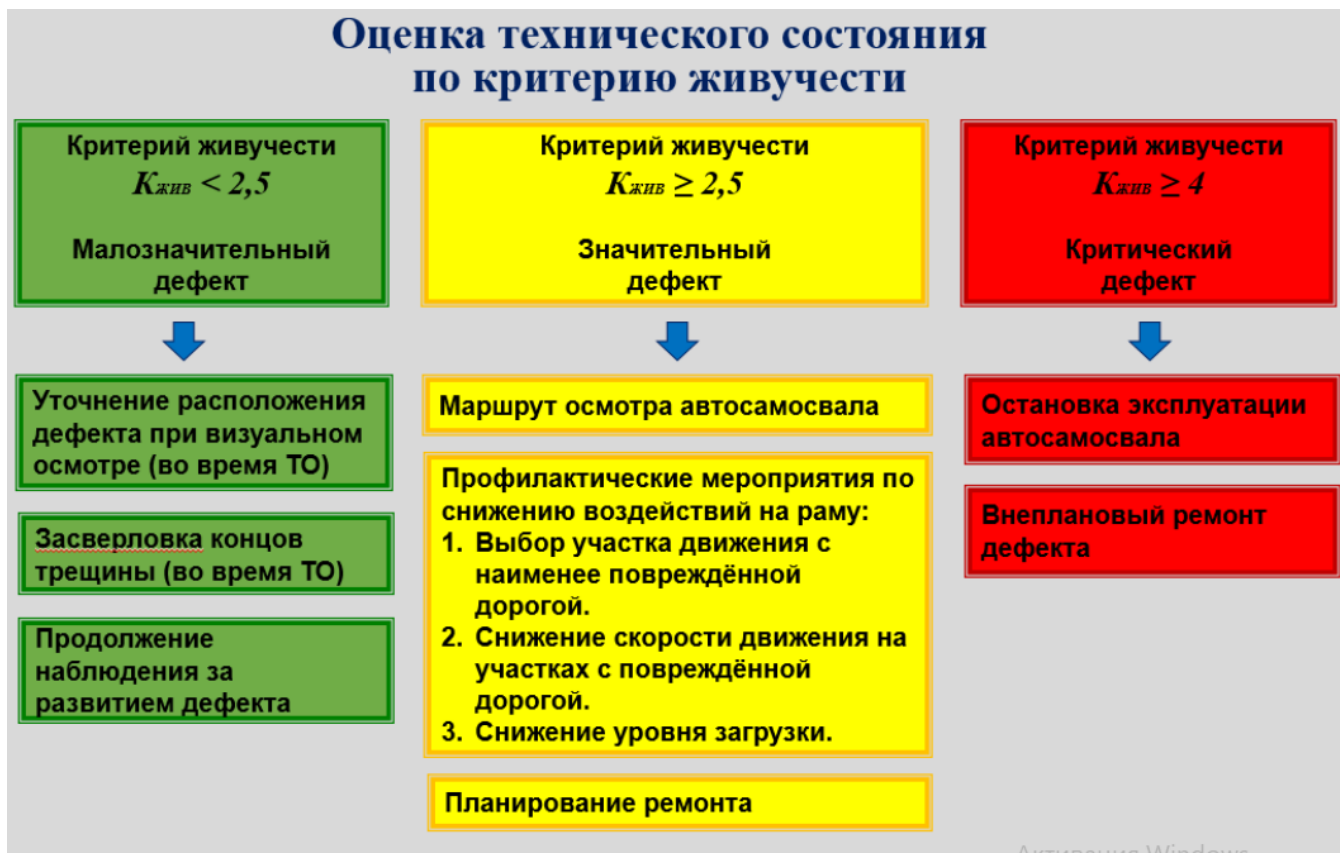 Оценка технического состояния
по критерию живучести
Критерий живучести
Кжив < 2,5
Малозначительный
дефект
Уточнение расположения
дефекта при визуальном
осмотре (во время ТО)
Засверловка концов
трещины (во время ТО)
Продолжение
наблюдения за
развитием дефекта
Критерий живучести
Кжив ≥ 2,5
Значительный
дефект
Маршрут осмотра автосамосвала
Профилактические мероприятия по
снижению воздействий на раму:
1. Выбор участка движения с
наименее повреждённой
дорогой.
2. Снижение скорости движения на
участках с повреждённой
дорогой.
3. Снижение уровня загрузки.
Планирование ремонта
Критерий живучести
Кжив ≥ 4
Критический
дефект
Остановка эксплуатации
автосамосвала
Внеплановый ремонт
дефекта
Активация Windows